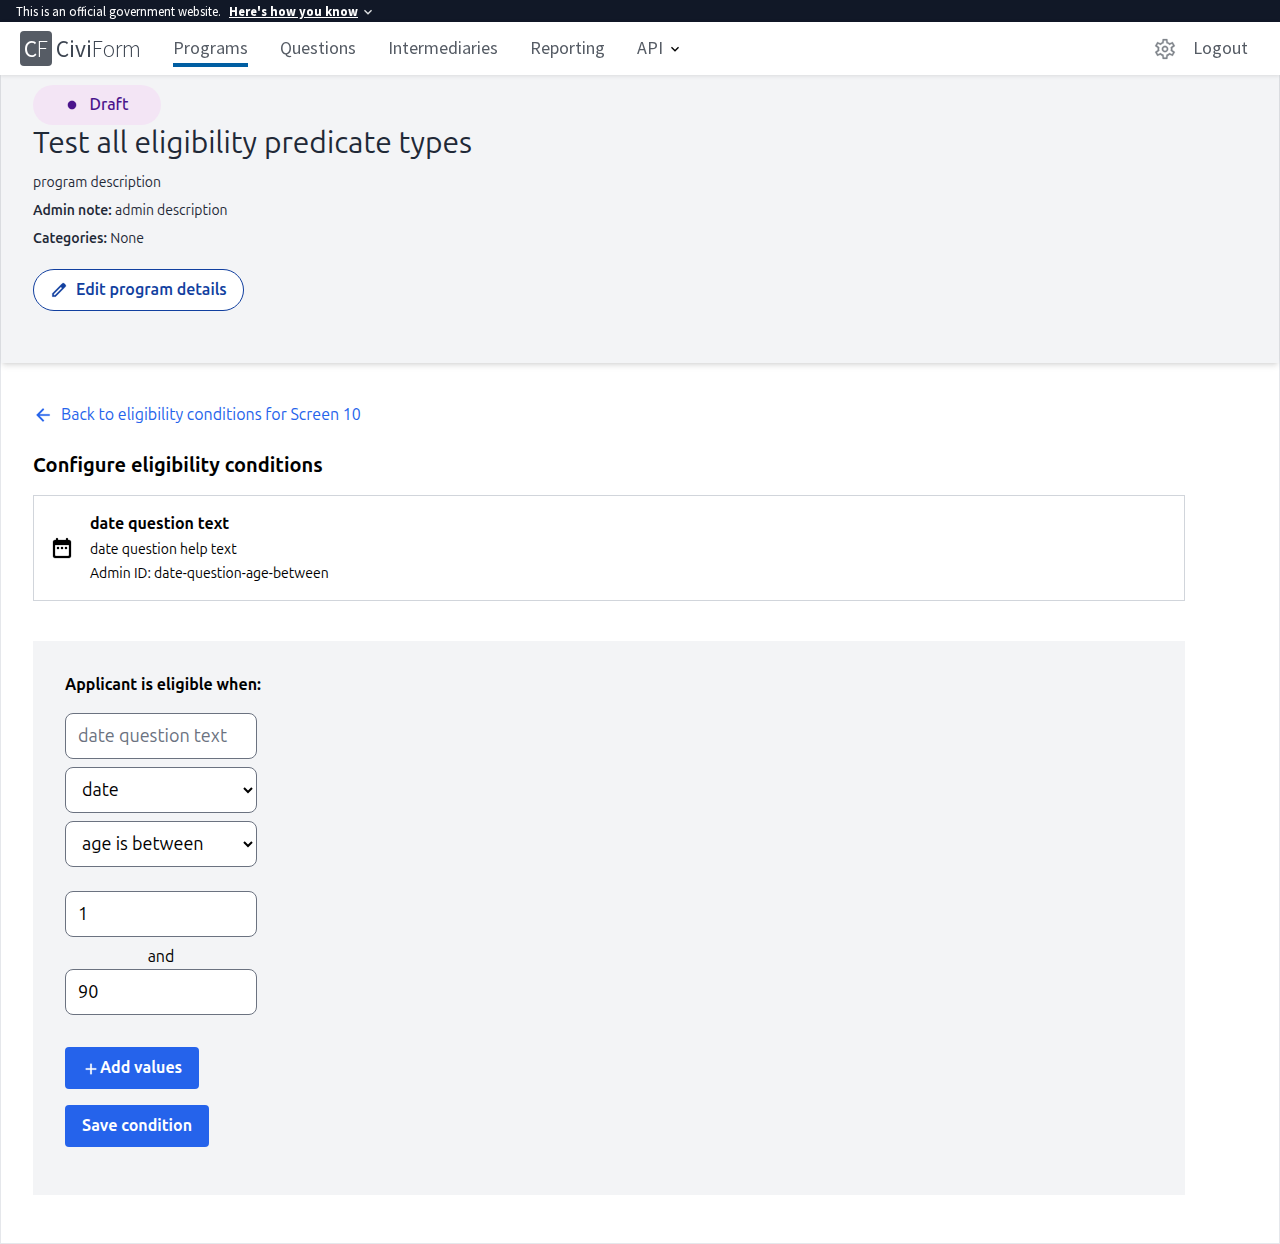 This is an official government website. Here's how you know
CF CiviForm Programs Questions Intermediaries Reporting API Logout
Draft
Test all eligibility predicate types
program description
Admin note: admin description
Categories: None
Edit program details
Back to eligibility conditions for Screen 10
Configure eligibility conditions
date question text
date question help text
Admin ID: date-question-age-between
Applicant is eligible when:
date question text
date
age is between
1
and
90
+ Add values
Save condition